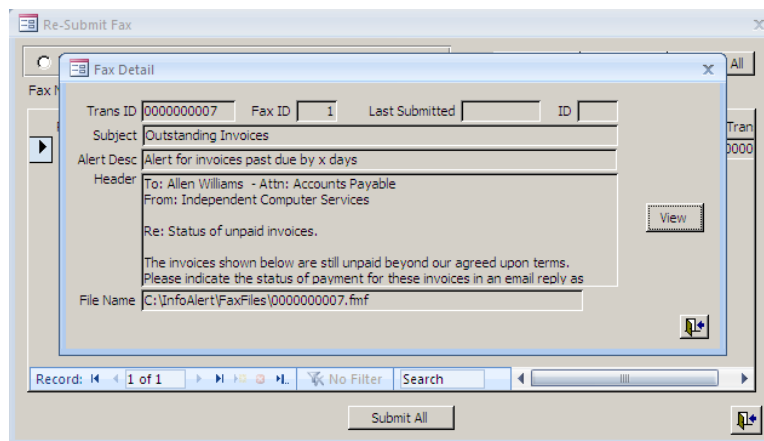 Re-Submit Fax
Fax Detail
All
Fax
Trans ID 0000000007 Fax ID 1 Last Submitted ID
Tran
Subject Outstanding Invoices
0000
Alert Desc Alert for invoices past due by x days
Header To: Allen Williams - Attn: Accounts Payable
From: Independent Computer Services
Re: Status of unpaid invoices.
View
The invoices shown below are still unpaid beyond our agreed upon terms.
Please indicate the status of payment for these invoices in an email reply as
File Name C:\InfoAlert\FaxFiles\0000000007.fmf
Record: 1 of 1 No Filter Search
Submit All